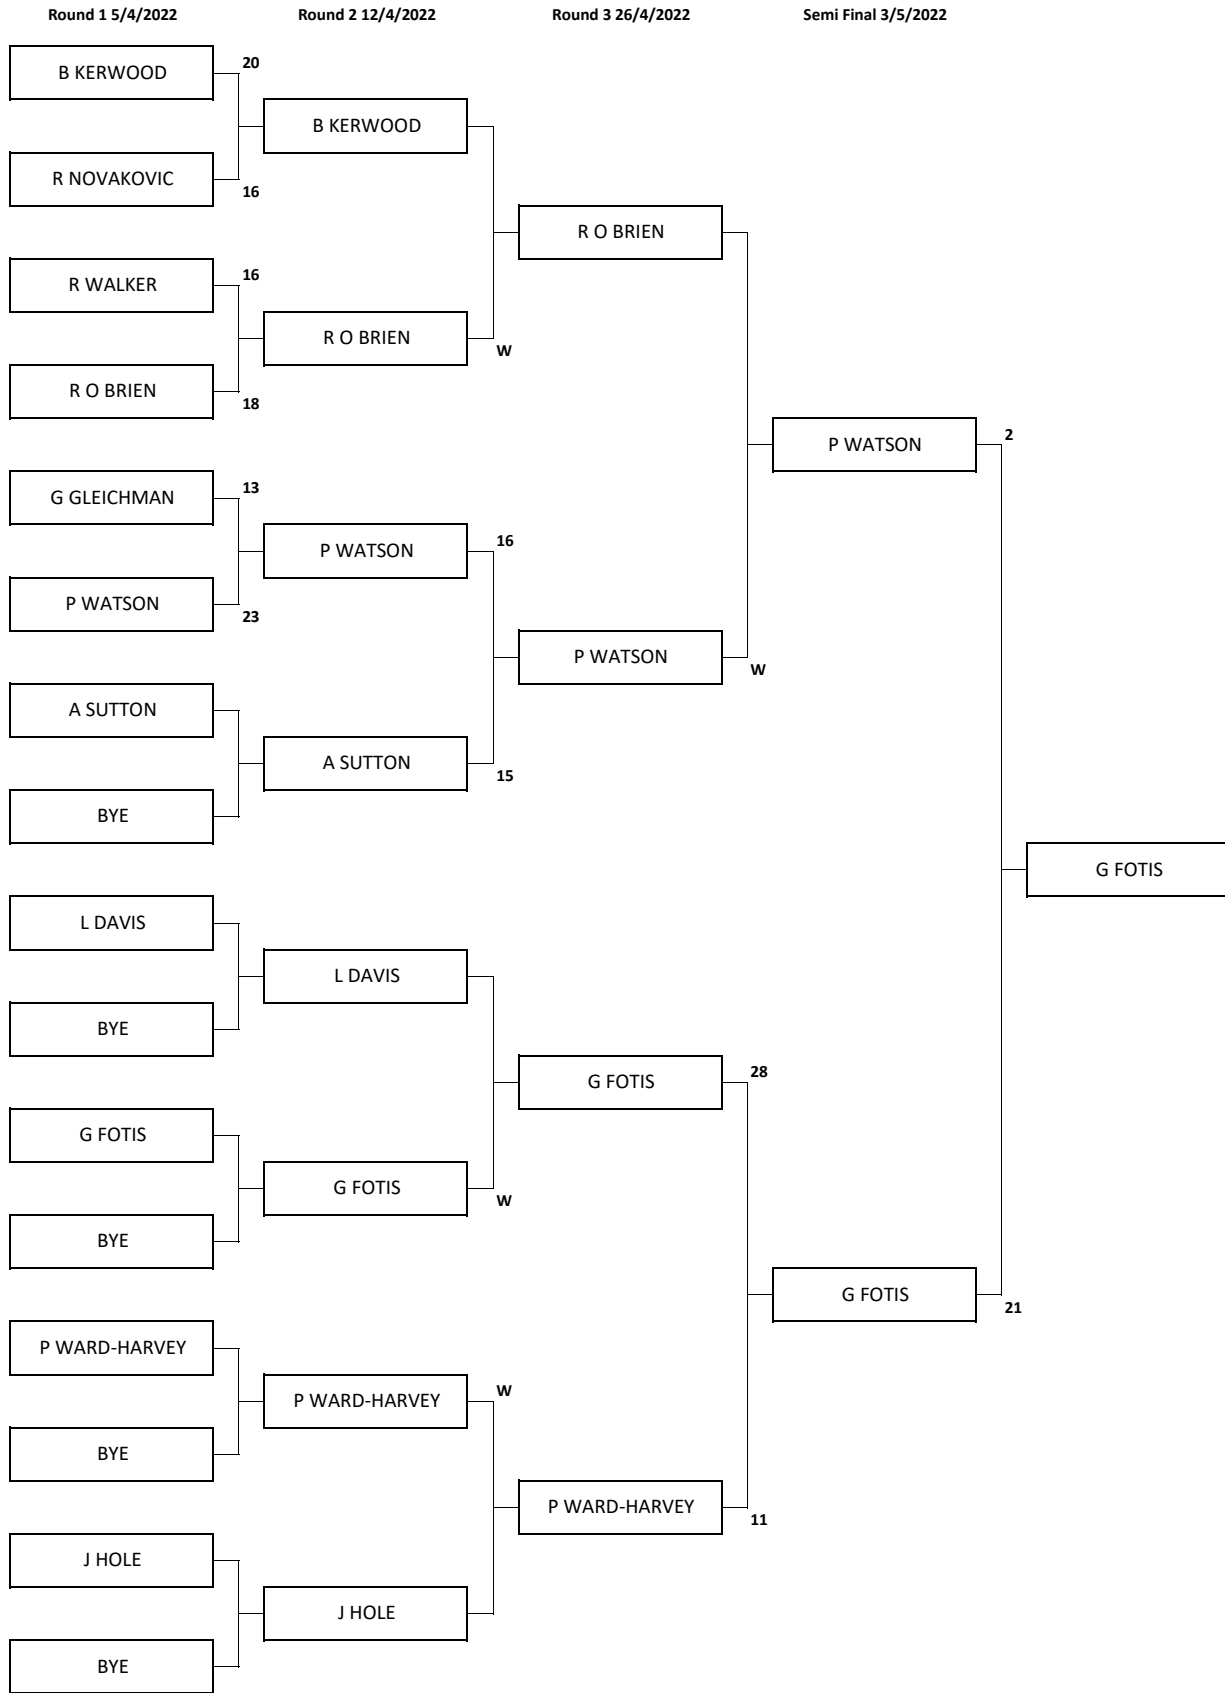 Round 1 5/4/2022 Round 2 12/4/2022 Round 3 26/4/2022 Semi Final 3/5/2022
B KERWOOD 20
B KERWOOD
R NOVAKOVIC 16
R O BRIEN
R WALKER 16
R O BRIEN W
R O BRIEN 18
P WATSON 2
G GLEICHMAN 13
P WATSON 16
P WATSON 23
P WATSON W
A SUTTON
A SUTTON 15
BYE
G FOTIS
L DAVIS
L DAVIS
BYE
G FOTIS 28
G FOTIS
G FOTIS W
BYE
G FOTIS 21
P WARD-HARVEY
P WARD-HARVEY W
BYE
P WARD-HARVEY 11
J HOLE
J HOLE
BYE